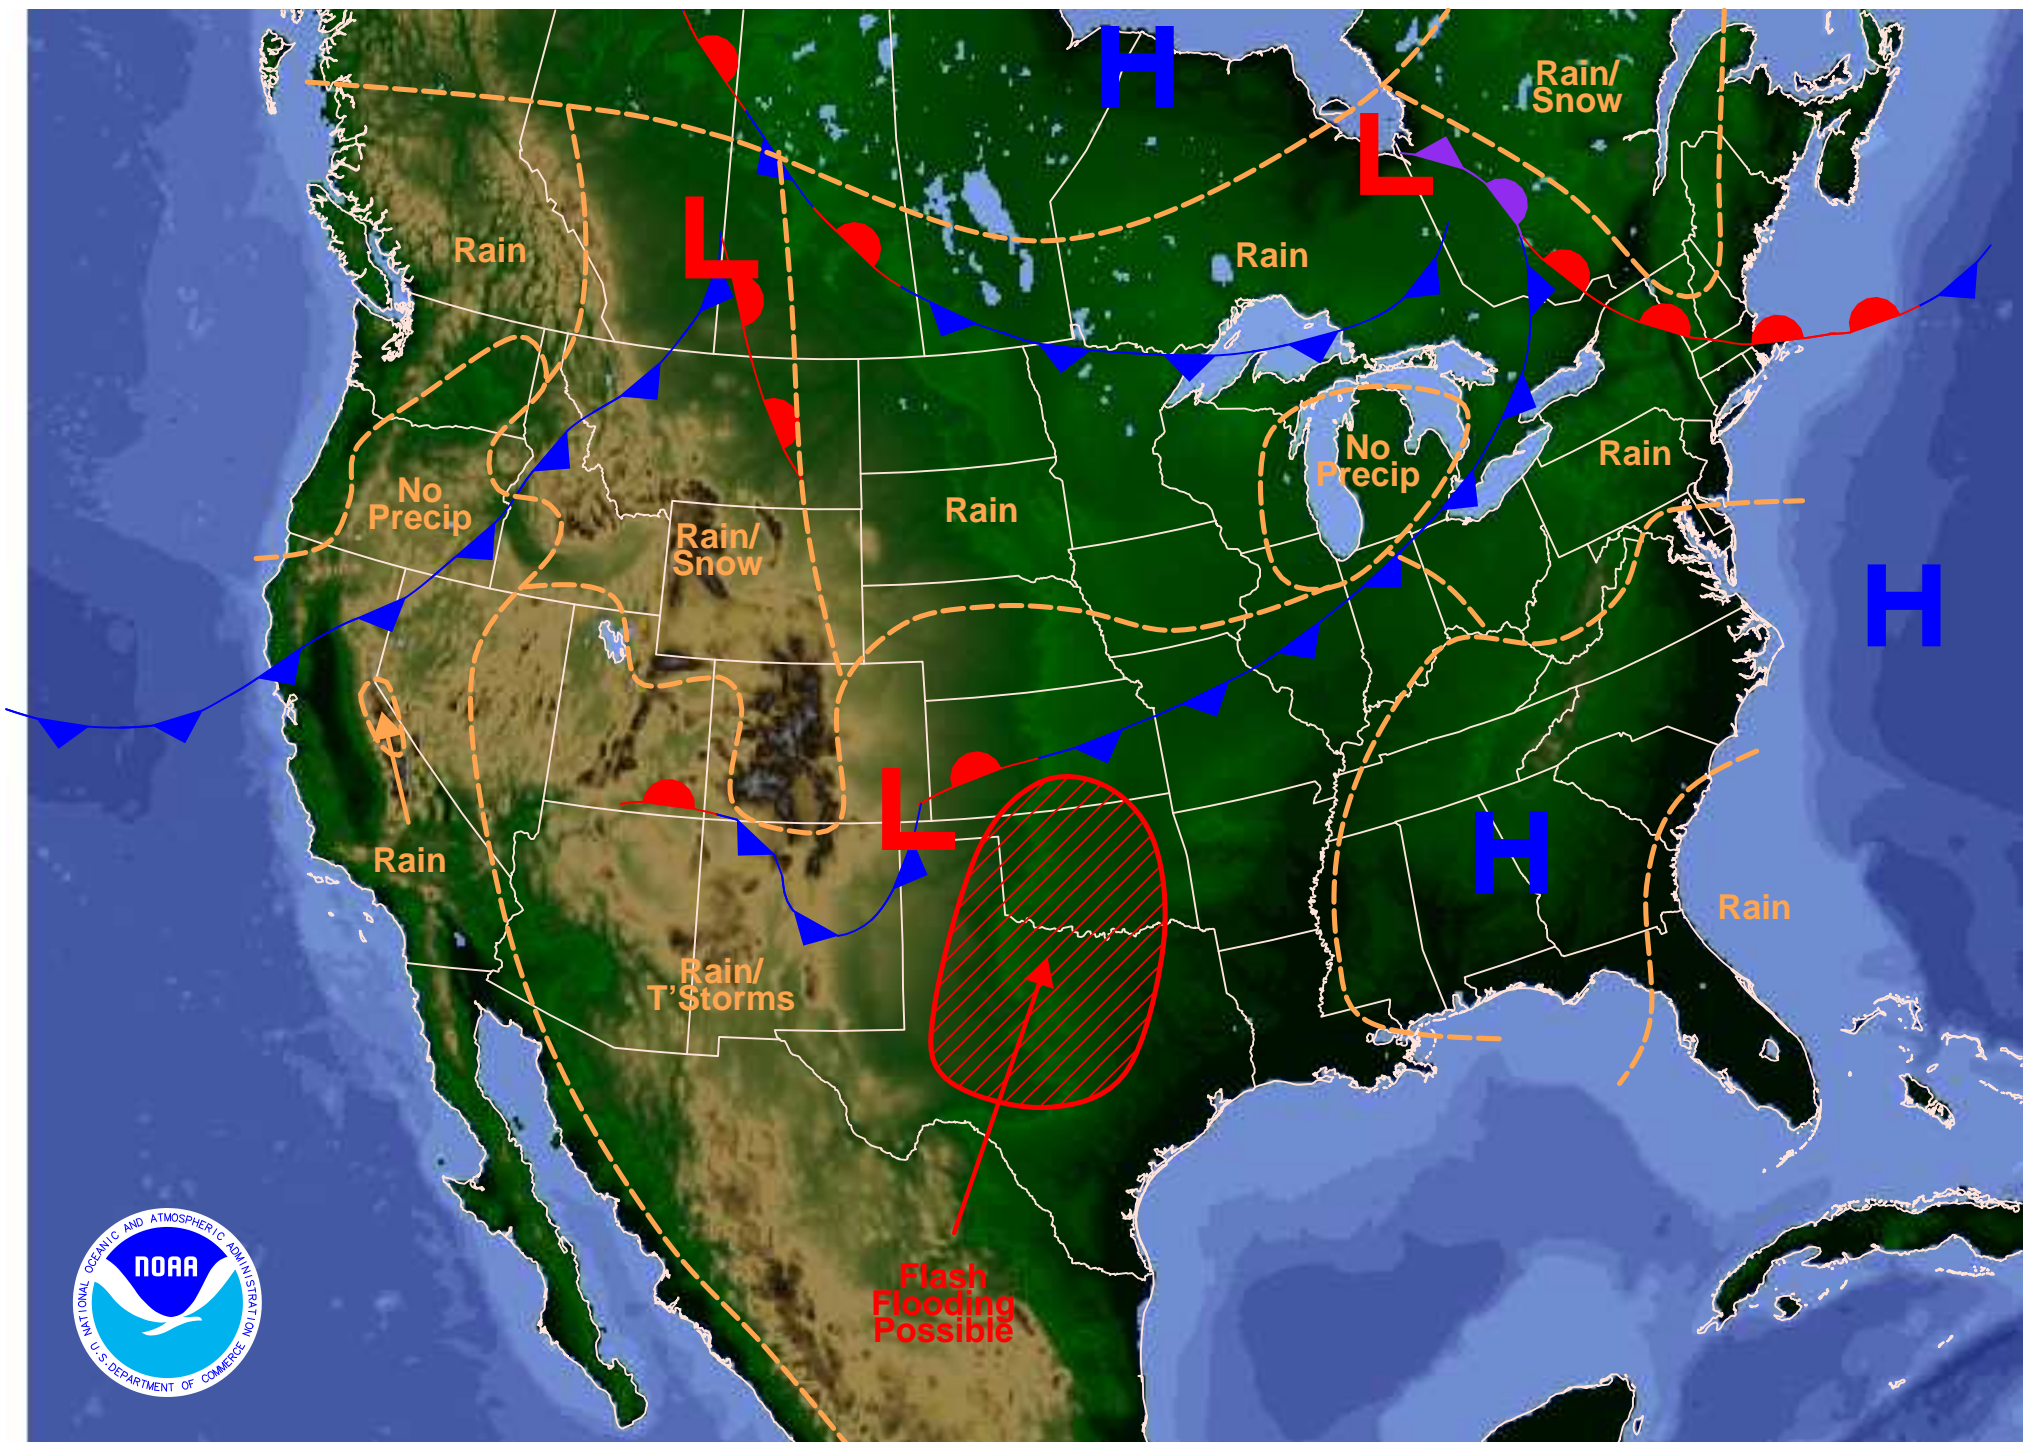 H
Rain/
Snow
L
L
Rain
Rain
No
Precip
Rain
No
Precip
Rain
Rain/
Snow
H
L
H
Rain
Rain
Rain/
T'Storms
Flash
Flooding
Possible
NATIONAL OCEANIC AND ATMOSPHERIC ADMINISTRATION
NOAA
U.S. DEPARTMENT OF COMMERCE